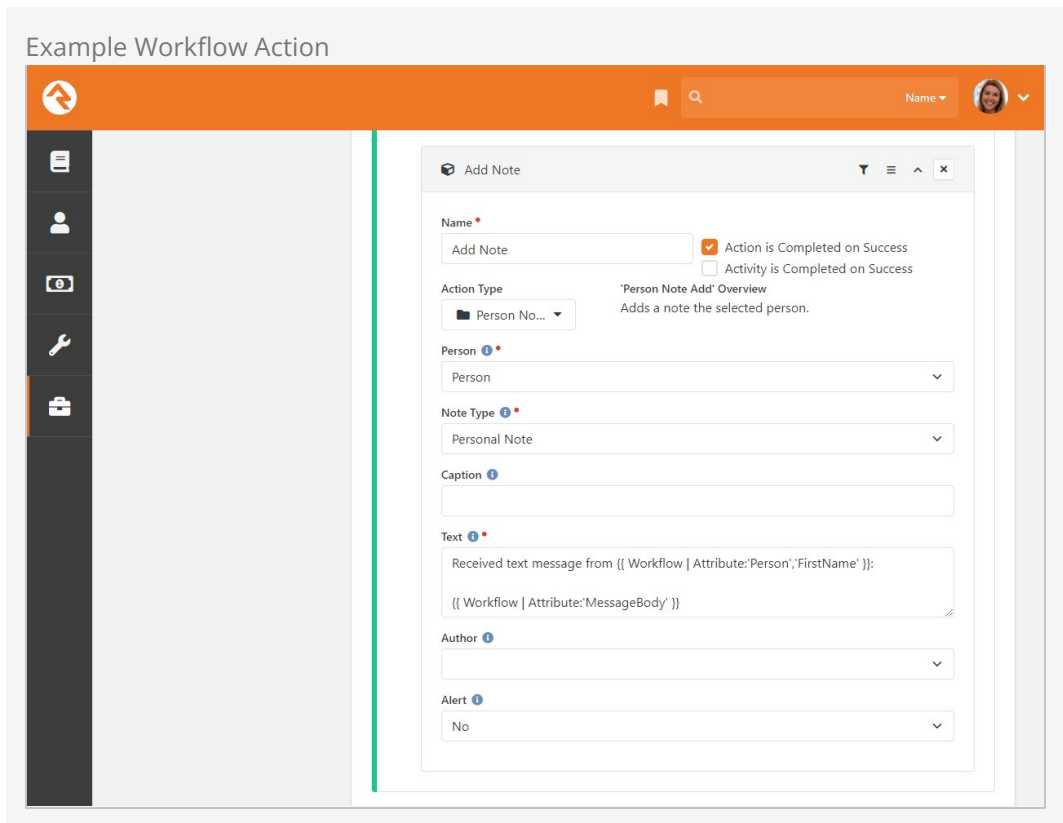 Example Workflow Action
Name
Add Note
Name
Add Note
Action is Completed on Success
Activity is Completed on Success
Action Type
'Person Note Add' Overview
Person No...
Adds a note the selected person.
Person
Person
Note Type
Personal Note
Caption
Text
Received text message from {{ Workflow | Attribute:'Person','FirstName' }}:
{{ Workflow | Attribute:'MessageBody' }}
Author
Alert
No